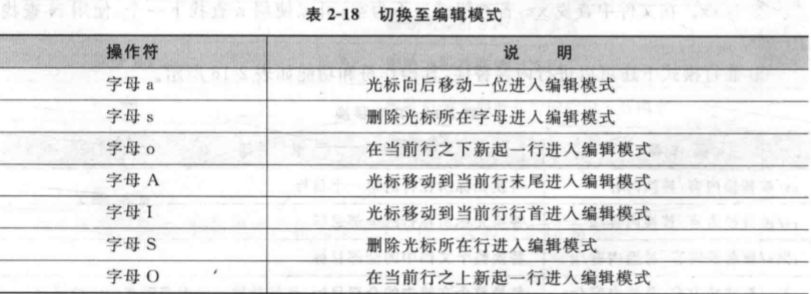 表 2-18 切换至编辑模式
操作符 说 明
字母 a 光标向后移动一位进入编辑模式
字母 s 删除光标所在字母进入编辑模式
字母 o 在当前行之下新起一行进入编辑模式
字母 A 光标移动到当前行末尾进入编辑模式
字母 I 光标移动到当前行行首进入编辑模式
字母 S 删除光标所在行进入编辑模式
字母 O 在当前行之上新起一行进入编辑模式